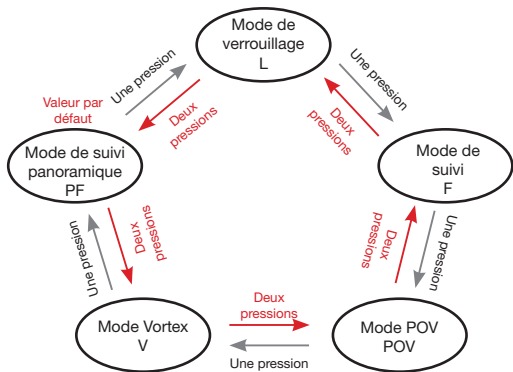 Mode de
verrouillage
L
Une pression
Deux
pressions
Une pression
Deux
pressions
Valeur par
défaut
Mode de suivi
panoramique
PF
Mode de
suivi
F
Une pression
Deux
pressions
Deux
pressions
Une pression
Mode Vortex
V
Deux
pressions
Une pression
Mode POV
POV